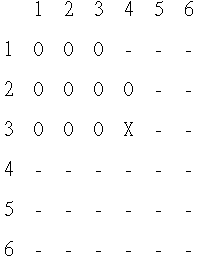 1 2 3 4 5 6
1 O O O - - -
2 O O O O - -
3 O O O X - -
4 - - - - - -
5 - - - - - -
6 - - - - - -